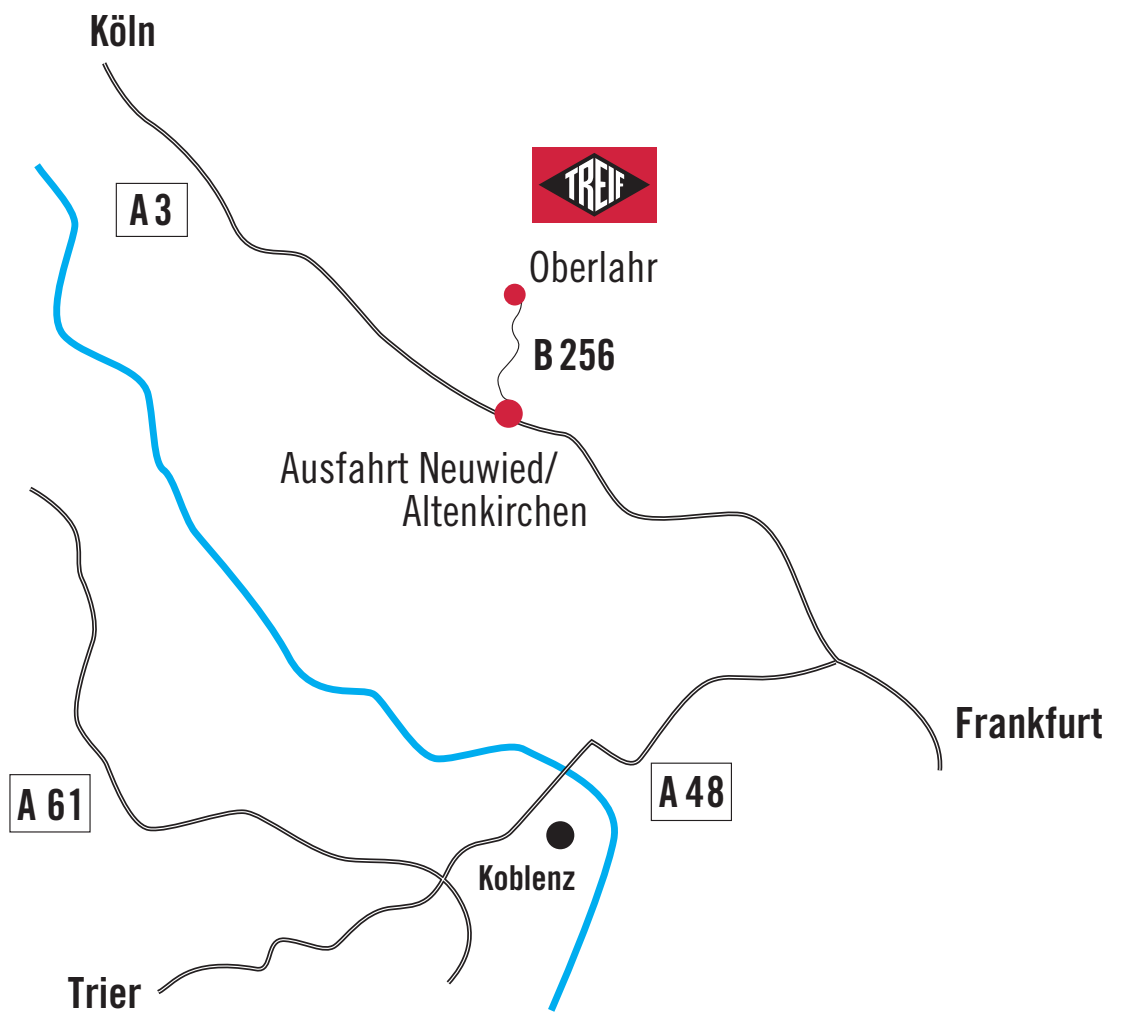 Köln
A 3
TREIF
Oberlahr
B 256
Ausfahrt Neuwied/
Altenkirchen
Frankfurt
A 61
A 48
Koblenz
Trier